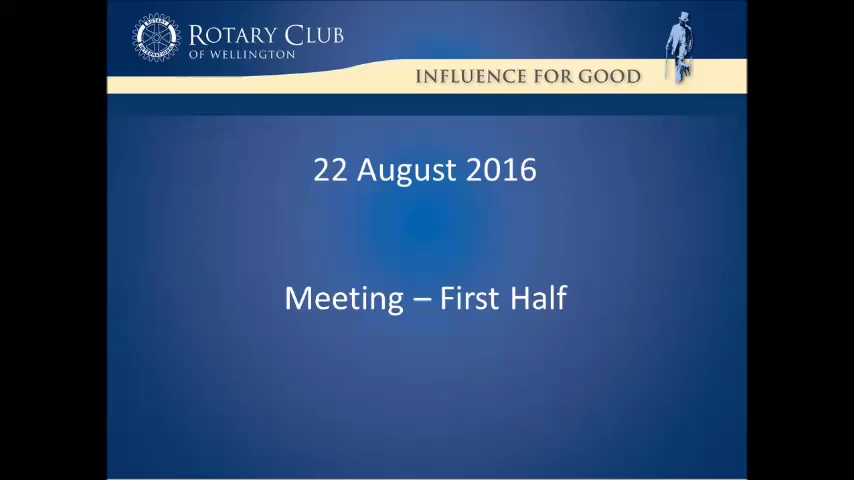 ROTARY CLUB
OF WELLINGTON
INFLUENCE FOR GOOD
22 August 2016
Meeting – First Half